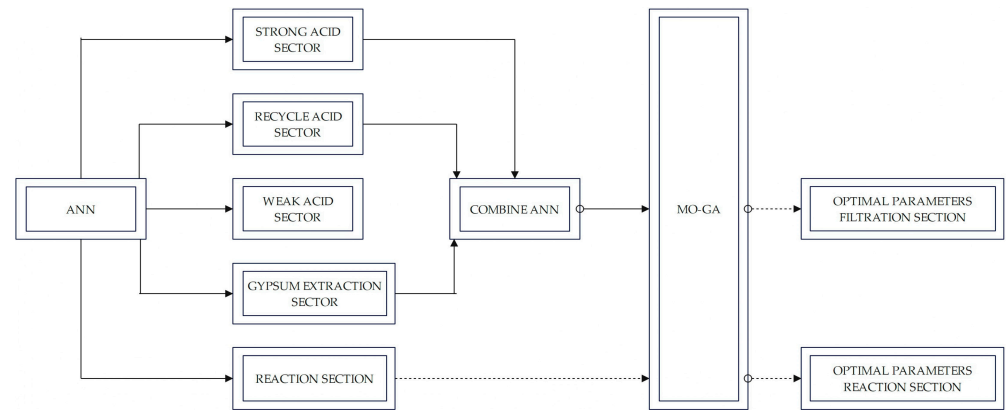 STRONG ACID
SECTOR
RECYCLE ACID
SECTOR
ANN
WEAK ACID
SECTOR
COMBINE ANN
MO-GA
OPTIMAL PARAMETERS
FILTRATION SECTION
GYPSUM EXTRACTION
SECTOR
REACTION SECTION
OPTIMAL PARAMETERS
REACTION SECTION